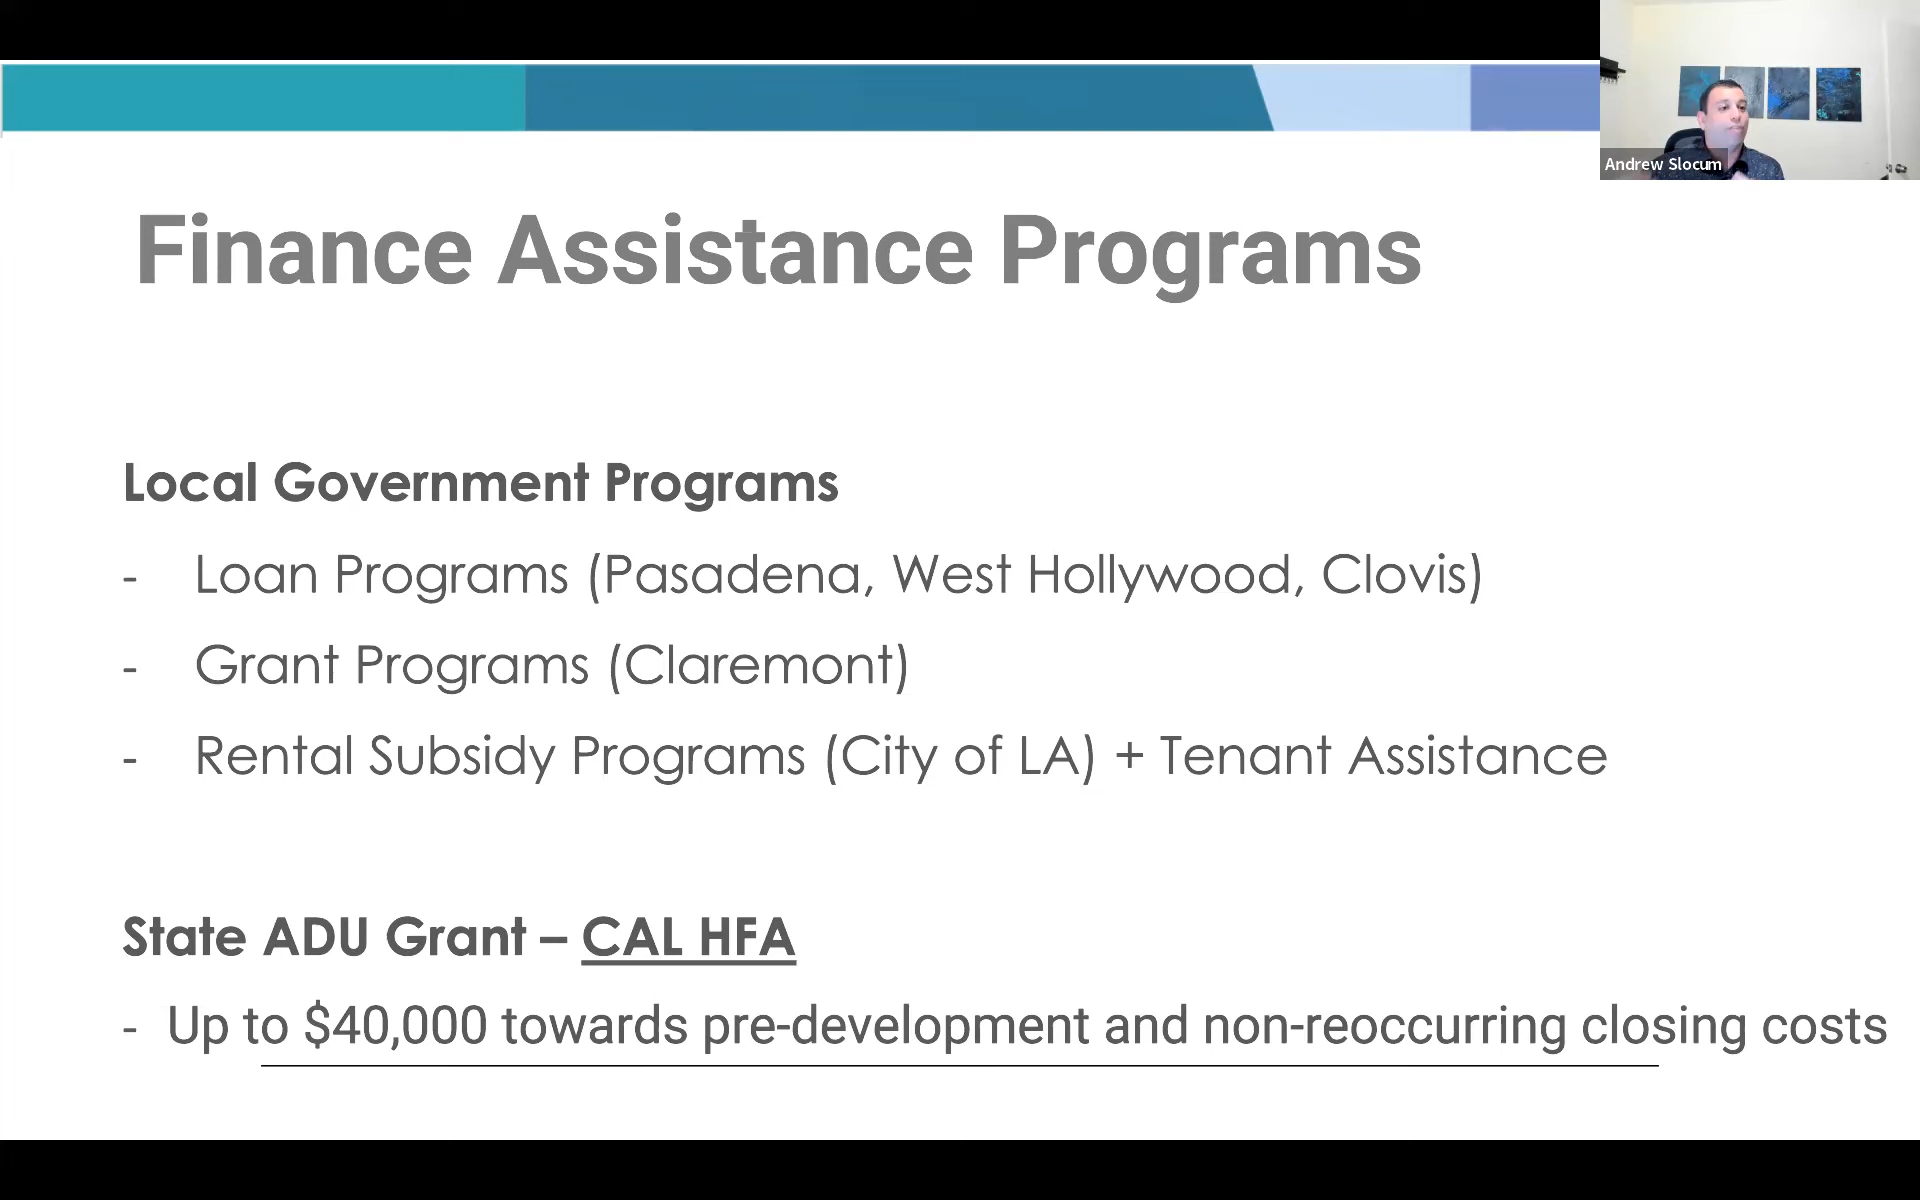 Andrew Slocum
Finance Assistance Programs
Local Government Programs
- Loan Programs (Pasadena, West Hollywood, Clovis)
- Grant Programs (Claremont)
- Rental Subsidy Programs (City of LA) + Tenant Assistance
State ADU Grant – CAL HFA
- Up to $40,000 towards pre-development and non-reoccurring closing costs